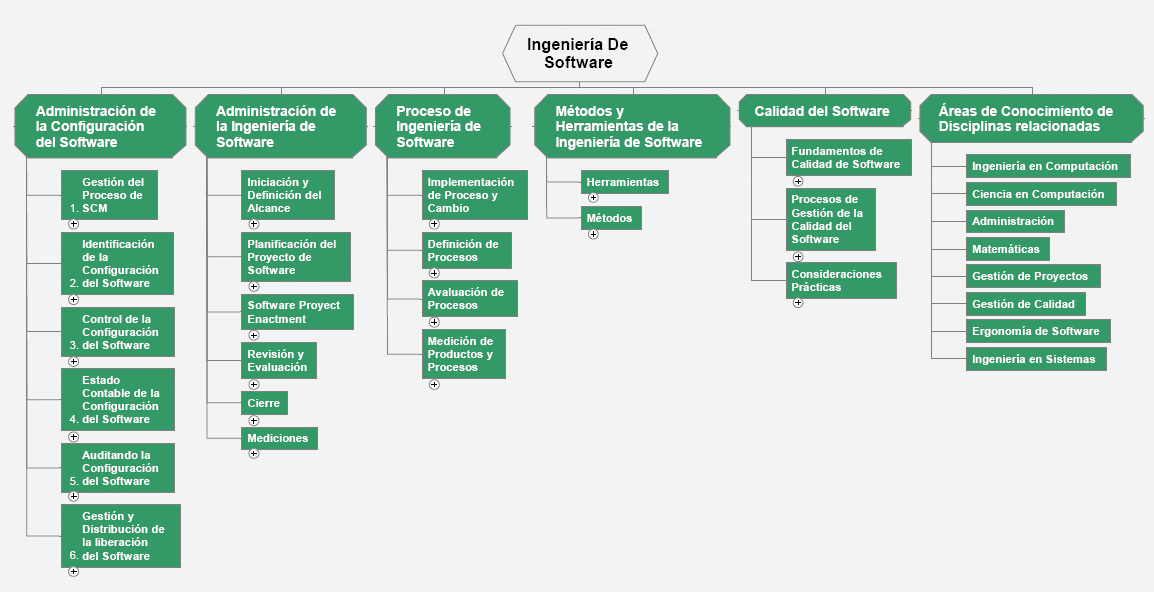 Ingeniería De
Software
Administración de
la Configuración
del Software
Gestión del
Proceso de
1. SCM
Identificación
de la
Configuración
2. del Software
Control de la
Configuración
3. del Software
Estado
Contable de la
Configuración
4. del Software
Auditando la
Configuración
5. del Software
Gestión y
Distribución de
la liberación
6. del Software
Administración de
la Ingeniería de
Software
Iniciación y
Definición del
Alcance
Planificación del
Proyecto de
Software
Software Proyect
Enactment
Revisión y
Evaluación
Cierre
Mediciones
Proceso de
Ingeniería de
Software
Implementación
de Proceso y
Cambio
Definición de
Procesos
Avaluación de
Procesos
Medición de
Productos y
Procesos
Métodos y
Herramientas de la
Ingeniería de Software
Herramientas
Métodos
Calidad del Software
Fundamentos de
Calidad de Software
Procesos de
Gestión de la
Calidad del
Software
Consideraciones
Prácticas
Áreas de Conocimiento de
Disciplinas relacionadas
Ingeniería en Computación
Ciencia en Computación
Administración
Matemáticas
Gestión de Proyectos
Gestión de Calidad
Ergonomía de Software
Ingeniería en Sistemas